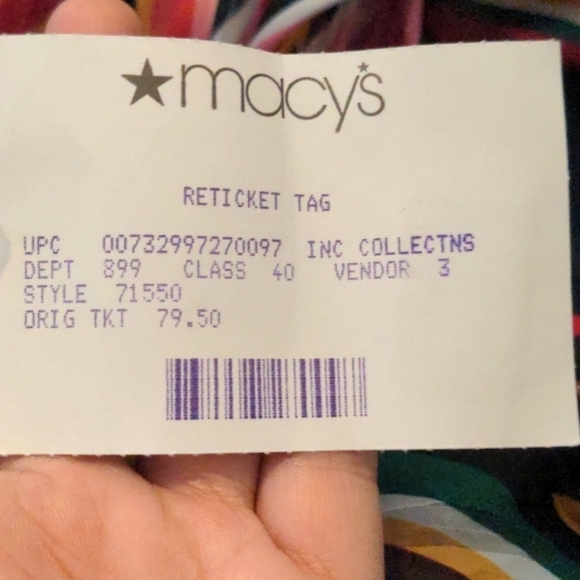 macy's
RETICKET TAG
UPC 00732997270097 INC COLLECTNS
DEPT 899 CLASS 40 VENDOR 3
STYLE 71550
ORIG TKT 79.50